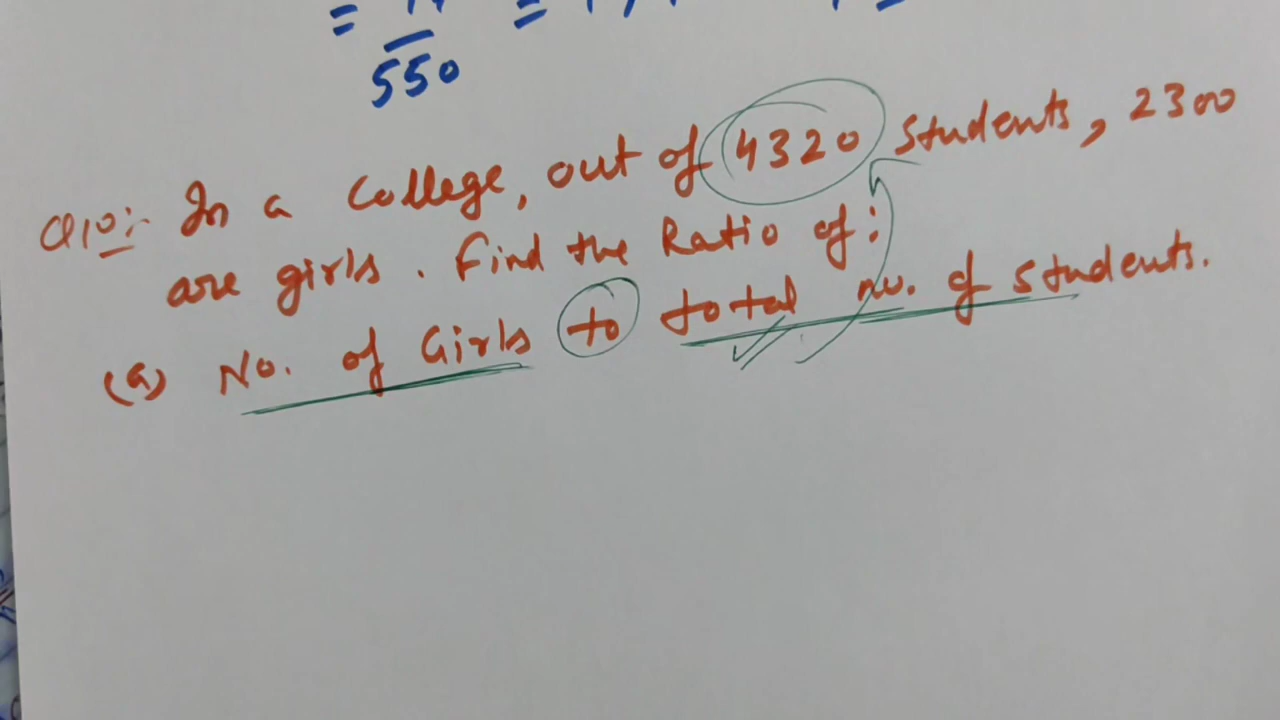 =
=
550
Q10:- In a College, out of 4320 students, 2300
are girls. Find the Ratio of:
(a) No. of Girls to total no. of students.